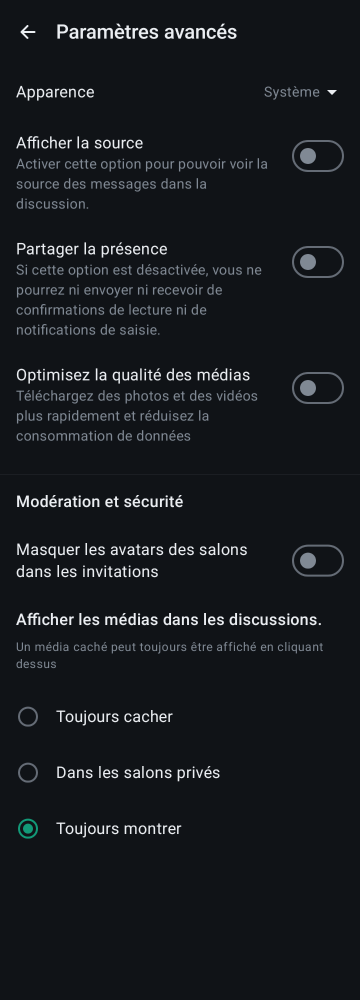 Paramètres avancés
Apparence
Système
Afficher la source
Activer cette option pour pouvoir voir la
source des messages dans la
discussion.
Partager la présence
Si cette option est désactivée, vous ne
pourrez ni envoyer ni recevoir de
confirmations de lecture ni de
notifications de saisie.
Optimisez la qualité des médias
Téléchargez des photos et des vidéos
plus rapidement et réduisez la
consommation de données
Modération et sécurité
Masquer les avatars des salons
dans les invitations
Afficher les médias dans les discussions.
Un média caché peut toujours être affiché en cliquant
dessus
Toujours cacher
Dans les salons privés
Toujours montrer